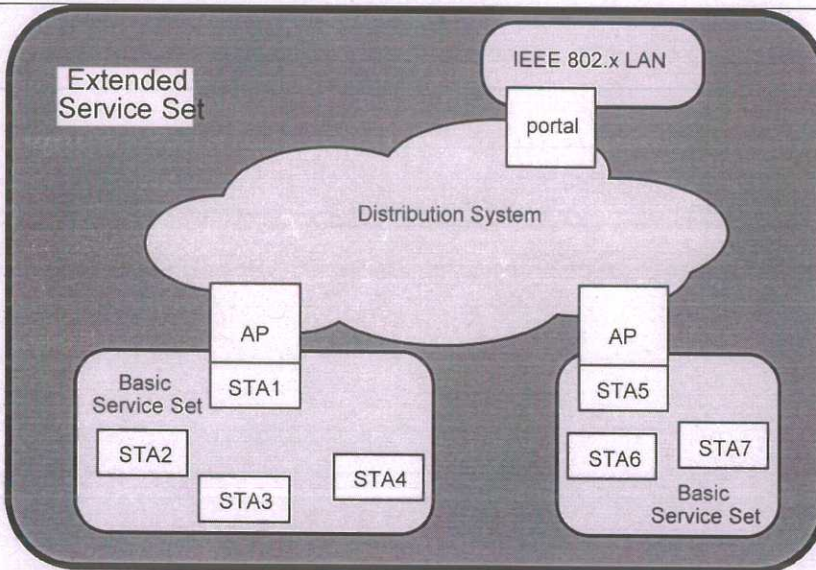 IEEE 802.x LAN
Extended
Service Set
portal
Distribution System
AP
AP
STA1
STA5
Basic
Service Set
STA2
STA3
STA4
STA6
STA7
Basic
Service Set